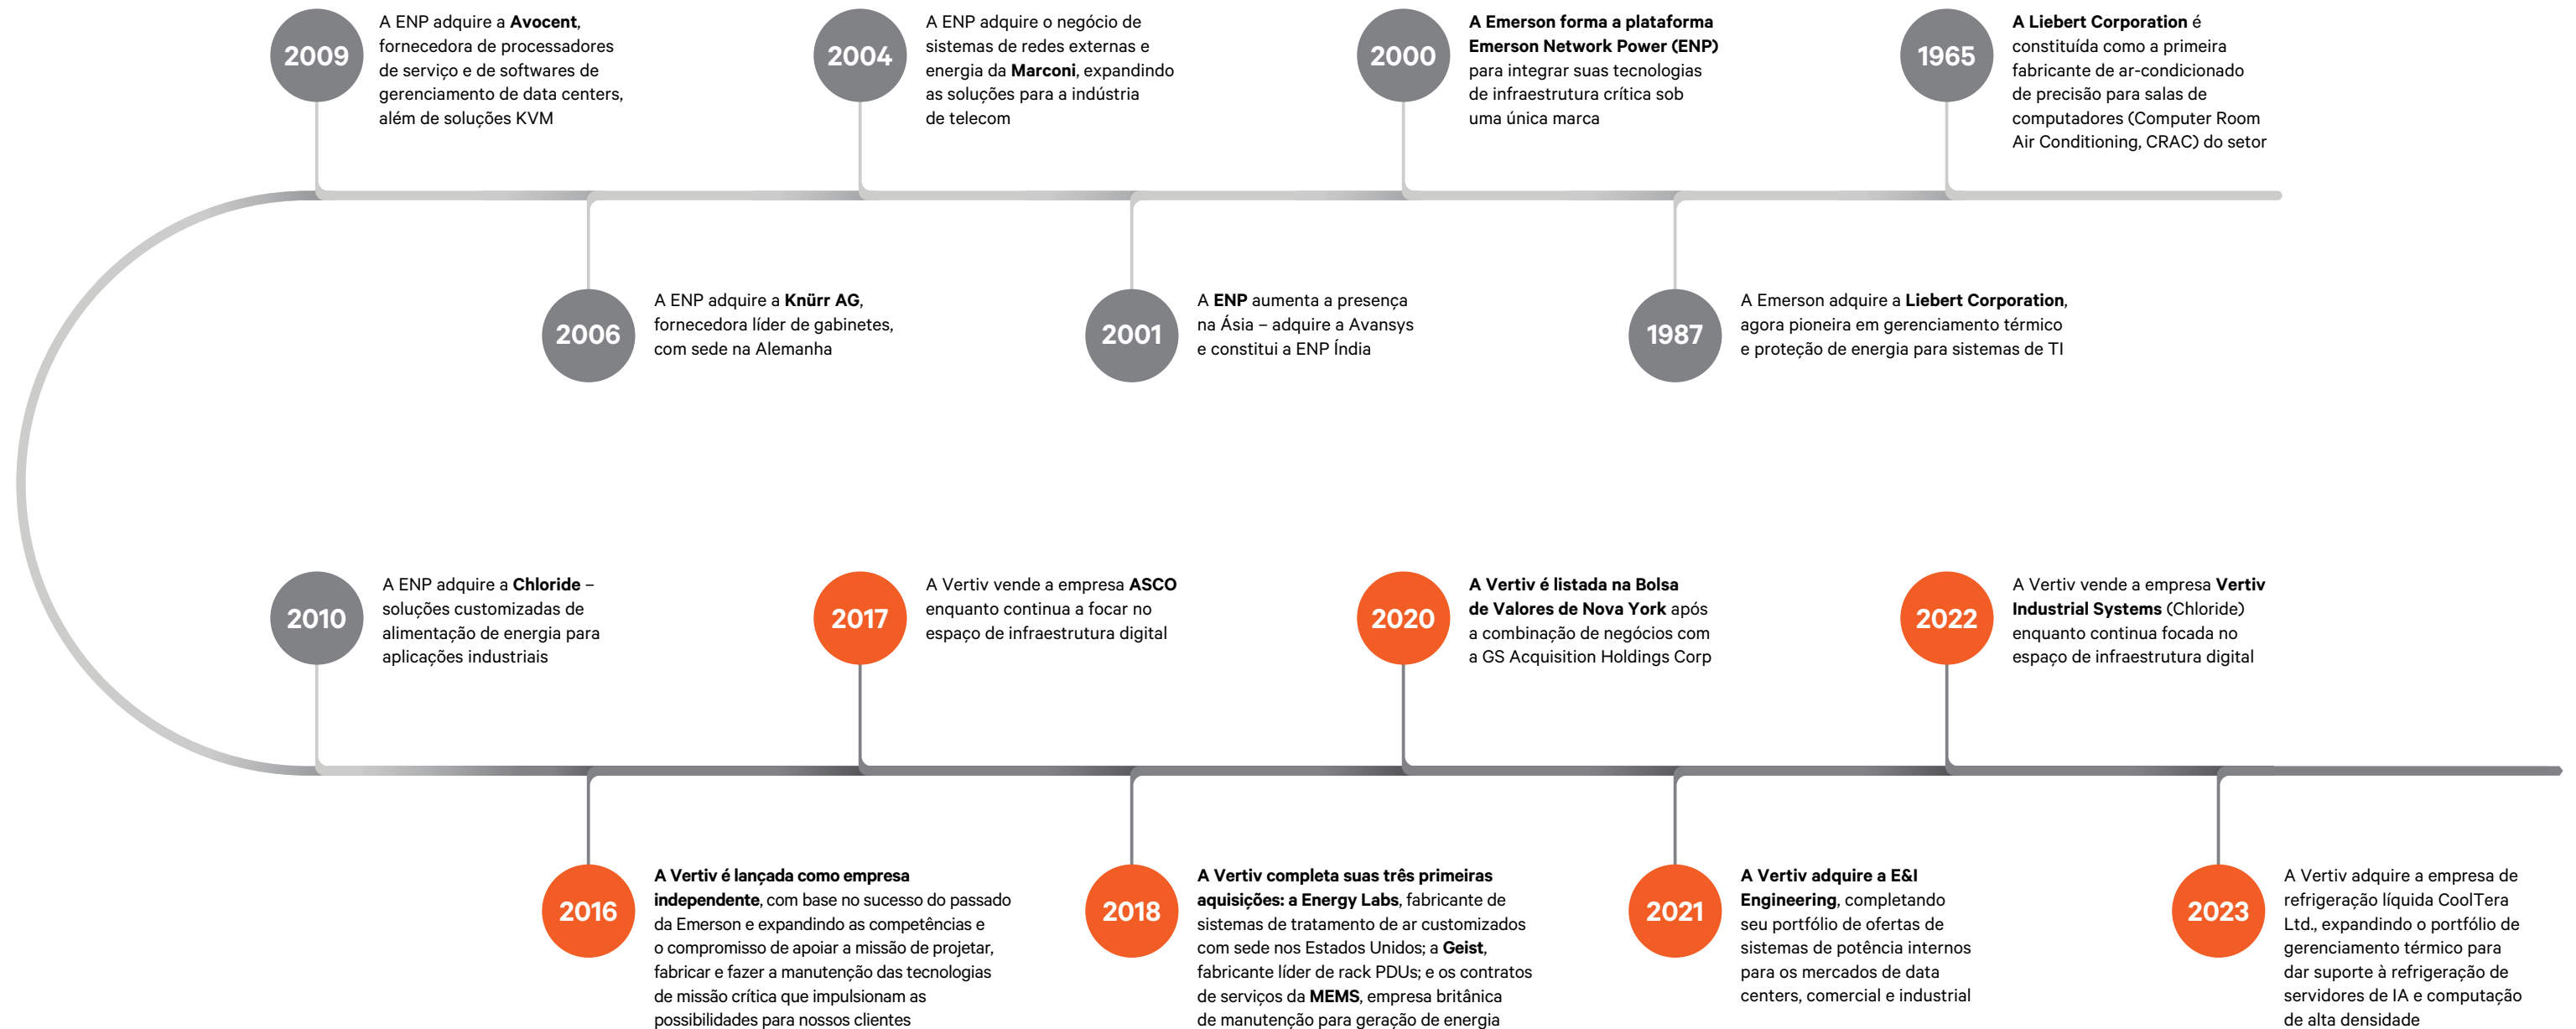 2009
A ENP adquire a Avocent,
fornecedora de processadores
de serviço e de softwares de
gerenciamento de data centers,
além de soluções KVM
2004
A ENP adquire o negócio de
sistemas de redes externas e
energia da Marconi, expandindo
as soluções para a indústria
de telecom
2000
A Emerson forma a plataforma
Emerson Network Power (ENP)
para integrar suas tecnologias
de infraestrutura crítica sob
uma única marca
1965
A Liebert Corporation é
constituída como a primeira
fabricante de ar-condicionado
de precisão para salas de
computadores (Computer Room
Air Conditioning, CRAC) do setor
2006
A ENP adquire a Knürr AG,
fornecedora líder de gabinetes,
com sede na Alemanha
2001
A ENP aumenta a presença
na Ásia – adquire a Avansys
e constitui a ENP Índia
1987
A Emerson adquire a Liebert Corporation,
agora pioneira em gerenciamento térmico
e proteção de energia para sistemas de TI
2010
A ENP adquire a Chloride –
soluções customizadas de
alimentação de energia para
aplicações industriais
2017
A Vertiv vende a empresa ASCO
enquanto continua a focar no
espaço de infraestrutura digital
2020
A Vertiv é listada na Bolsa
de Valores de Nova York após
a combinação de negócios com
a GS Acquisition Holdings Corp
2022
A Vertiv vende a empresa Vertiv
Industrial Systems (Chloride)
enquanto continua focada no
espaço de infraestrutura digital
2016
A Vertiv é lançada como empresa
independente, com base no sucesso do passado
da Emerson e expandindo as competências e
o compromisso de apoiar a missão de projetar,
fabricar e fazer a manutenção das tecnologias
de missão crítica que impulsionam as
possibilidades para nossos clientes
2018
A Vertiv completa suas três primeiras
aquisições: a Energy Labs, fabricante de
sistemas de tratamento de ar customizados
com sede nos Estados Unidos; a Geist,
fabricante líder de rack PDUs; e os contratos
de serviços da MEMS, empresa britânica
de manutenção para geração de energia
2021
A Vertiv adquire a E&I
Engineering, completando
seu portfólio de ofertas de
sistemas de potência internos
para os mercados de data
centers, comercial e industrial
2023
A Vertiv adquire a empresa de
refrigeração líquida CoolTera
Ltd., expandindo o portfólio de
gerenciamento térmico para
dar suporte à refrigeração de
servidores de IA e computação
de alta densidade